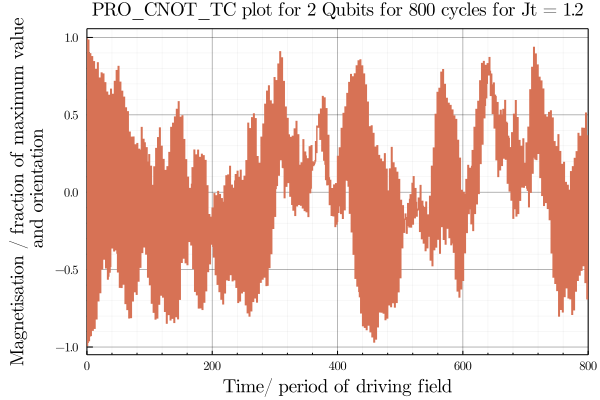 PRO_CNOT_TC plot for 2 Qubits for 800 cycles for Jt = 1.2
Magnetisation / fraction of maximum value
and orientation
1.0
0.5
0.0
−0.5
−1.0
0 200 400 600 800
Time/ period of driving field